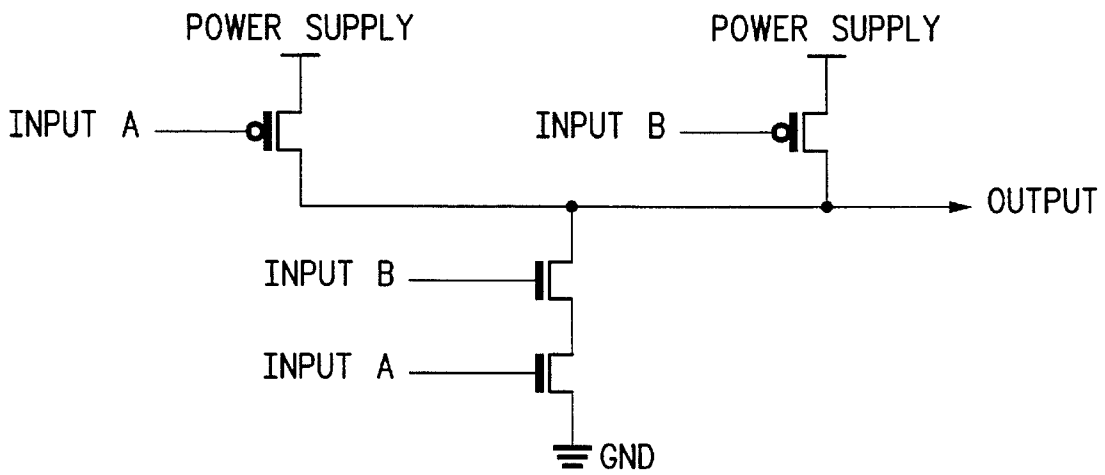 POWER SUPPLY
POWER SUPPLY
INPUT A
INPUT B
OUTPUT
INPUT B
INPUT A
GND